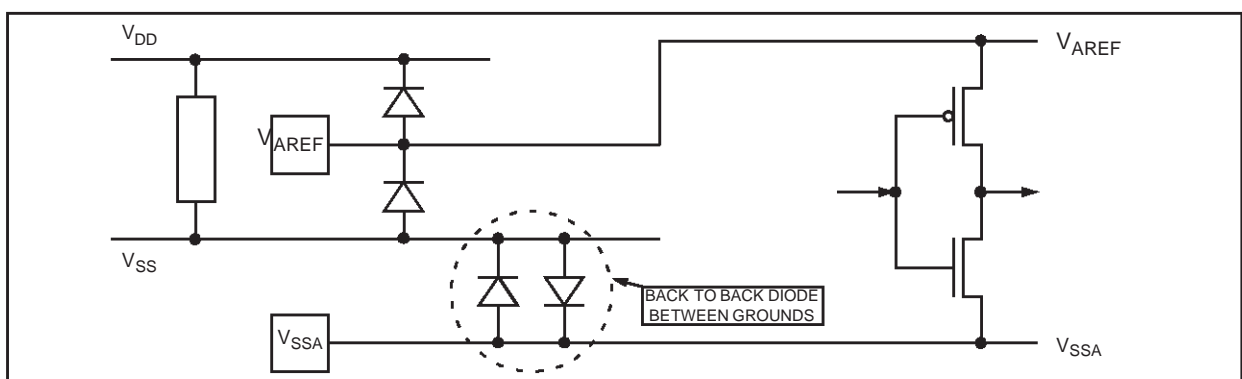 VDD
VAREF
VAREF
VSS
BACK TO BACK DIODE
BETWEEN GROUNDS
VSSA
VSSA